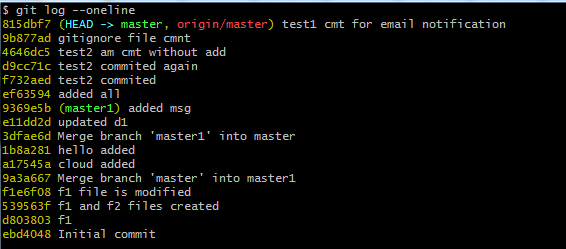 $ git log --oneline
815dbf7 (HEAD -> master, origin/master) test1 cmt for email notification
9b877ad gitignore file cmnt
4646dc5 test2 am cmt without add
d9cc71c test2 commited again
f732aed test2 commited
ef63594 added all
9369e5b (master1) added msg
e11dd2d updated d1
3dfae6d Merge branch 'master1' into master
1b8a281 hello added
a17545a cloud added
9a3a667 Merge branch 'master' into master1
f1e6f08 f1 file is modified
539563f f1 and f2 files created
d803803 f1
ebd4048 Initial commit